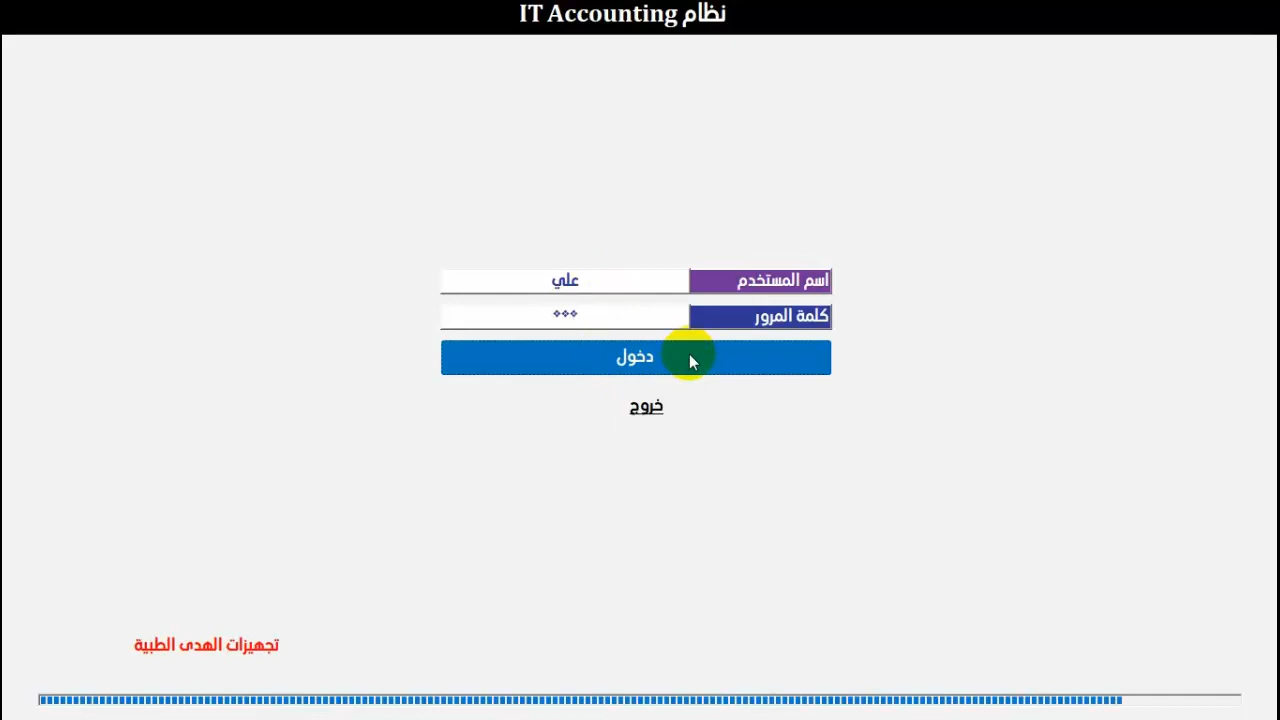 نظام IT Accounting
اسم المستخدم علي
كلمة المرور ***
دخول
خروج
تجهيزات الهدى الطبية